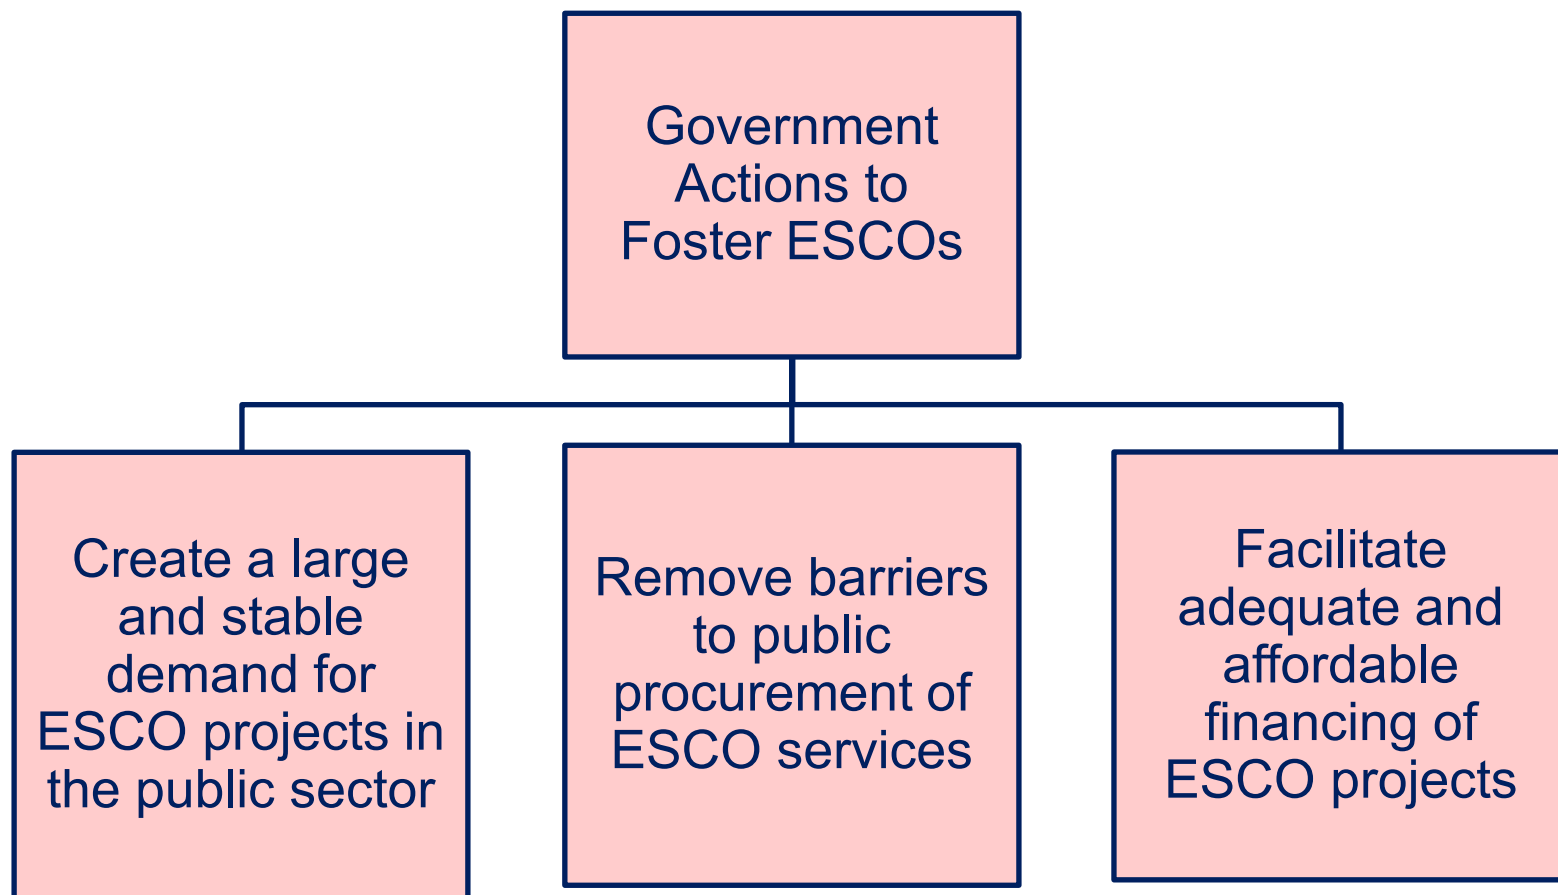 Government
Actions to
Foster ESCOs
Create a large
and stable
demand for
ESCO projects in
the public sector
Remove barriers
to public
procurement of
ESCO services
Facilitate
adequate and
affordable
financing of
ESCO projects